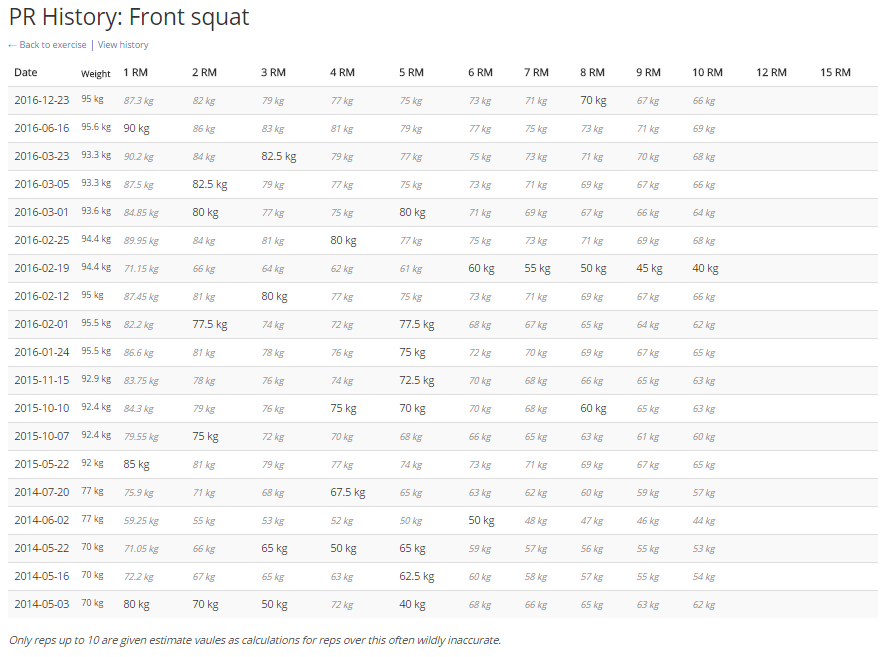 PR History: Front squat
← Back to exercise | View history
Date Weight 1 RM 2 RM 3 RM 4 RM 5 RM 6 RM 7 RM 8 RM 9 RM 10 RM 12 RM 15 RM
2016-12-23 95 kg 87.3 kg 82 kg 79 kg 77 kg 75 kg 73 kg 71 kg 70 kg 67 kg 66 kg
2016-06-16 95.6 kg 90 kg 86 kg 83 kg 81 kg 79 kg 77 kg 75 kg 73 kg 71 kg 69 kg
2016-03-23 93.3 kg 90.2 kg 84 kg 82.5 kg 79 kg 77 kg 75 kg 73 kg 71 kg 70 kg 68 kg
2016-03-05 93.3 kg 87.5 kg 82.5 kg 79 kg 77 kg 75 kg 73 kg 71 kg 69 kg 67 kg 66 kg
2016-03-01 93.6 kg 84.85 kg 80 kg 77 kg 75 kg 80 kg 71 kg 69 kg 67 kg 66 kg 64 kg
2016-02-25 94.4 kg 89.95 kg 84 kg 81 kg 80 kg 77 kg 75 kg 73 kg 71 kg 69 kg 68 kg
2016-02-19 94.4 kg 71.15 kg 66 kg 64 kg 62 kg 61 kg 60 kg 55 kg 50 kg 45 kg 40 kg
2016-02-12 95 kg 87.45 kg 81 kg 80 kg 77 kg 75 kg 73 kg 71 kg 69 kg 67 kg 66 kg
2016-02-01 95.5 kg 82.2 kg 77.5 kg 74 kg 72 kg 77.5 kg 68 kg 67 kg 65 kg 64 kg 62 kg
2016-01-24 95.5 kg 86.6 kg 81 kg 78 kg 76 kg 75 kg 72 kg 70 kg 69 kg 67 kg 65 kg
2015-11-15 92.9 kg 83.75 kg 78 kg 76 kg 74 kg 72.5 kg 70 kg 68 kg 66 kg 65 kg 63 kg
2015-10-10 92.4 kg 84.3 kg 79 kg 76 kg 75 kg 70 kg 70 kg 68 kg 60 kg 65 kg 63 kg
2015-10-07 92.4 kg 79.55 kg 75 kg 72 kg 70 kg 68 kg 66 kg 65 kg 63 kg 61 kg 60 kg
2015-05-22 92 kg 85 kg 81 kg 79 kg 77 kg 74 kg 73 kg 71 kg 69 kg 67 kg 65 kg
2014-07-20 77 kg 75.9 kg 71 kg 68 kg 67.5 kg 65 kg 63 kg 62 kg 60 kg 59 kg 57 kg
2014-06-02 77 kg 59.25 kg 55 kg 53 kg 52 kg 50 kg 50 kg 48 kg 47 kg 46 kg 44 kg
2014-05-22 70 kg 71.05 kg 66 kg 65 kg 50 kg 65 kg 59 kg 57 kg 56 kg 55 kg 53 kg
2014-05-16 70 kg 72.2 kg 67 kg 65 kg 63 kg 62.5 kg 60 kg 58 kg 57 kg 55 kg 54 kg
2014-05-03 70 kg 80 kg 70 kg 50 kg 72 kg 40 kg 68 kg 66 kg 65 kg 63 kg 62 kg
Only reps up to 10 are given estimate vaules as calculations for reps over this often wildly inaccurate.